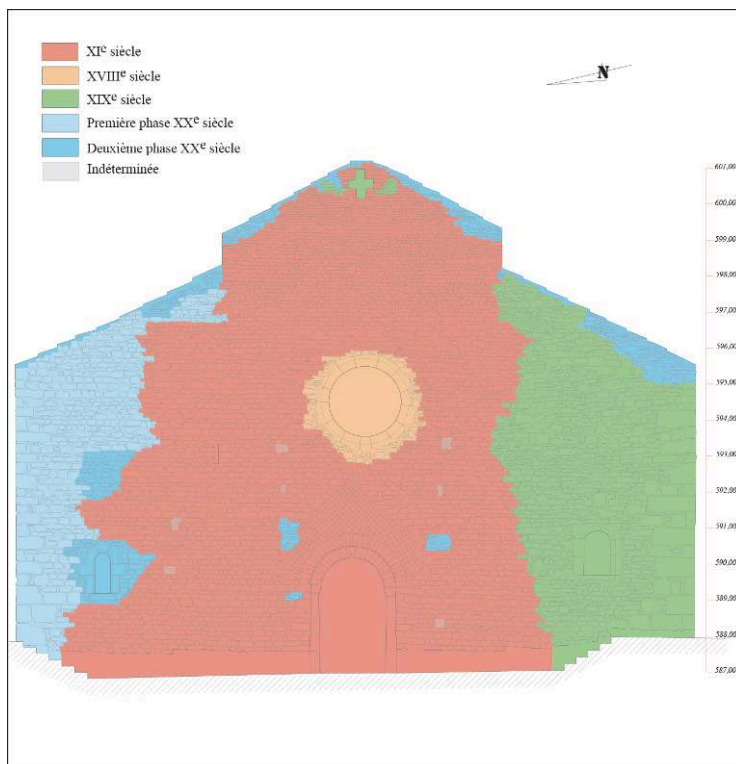 XIe siècle
XVIIIe siècle
XIXe siècle
Première phase XXe siècle
Deuxième phase XXe siècle
Indéterminée
N
601,00
600,00
599,00
598,00
597,00
596,00
595,00
594,00
593,00
592,00
591,00
590,00
589,00
588,00
587,00